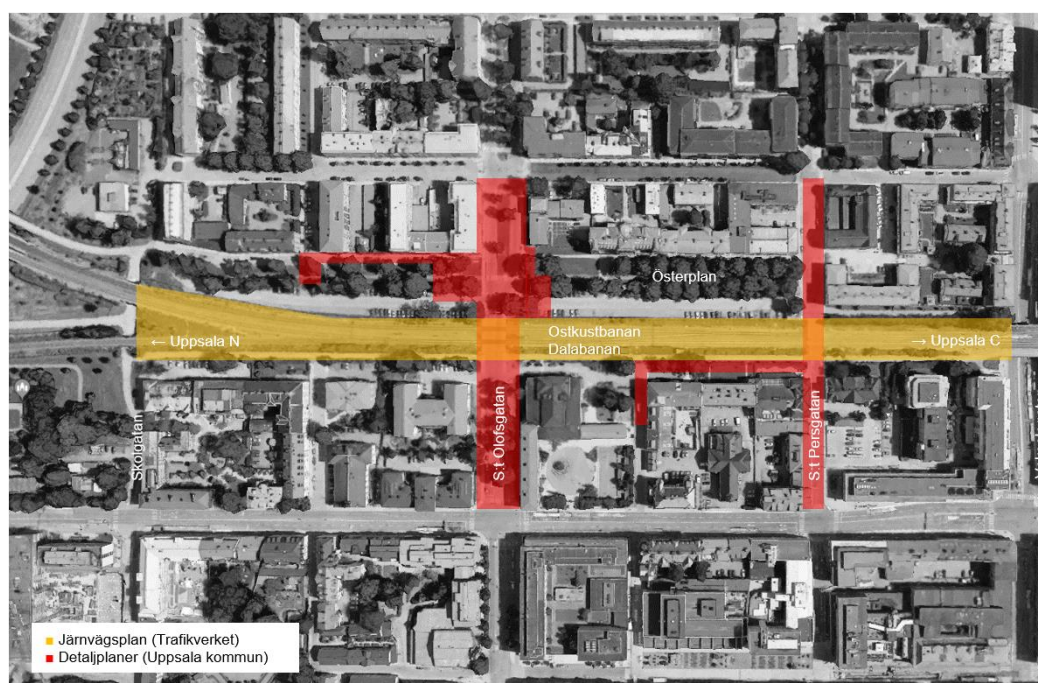 Österplan
Ostkustbanan
Dalabanan
← Uppsala N
→ Uppsala C
Skolgatan
S:t Olofsgatan
S:t Persgatan
Järnvägsplan (Trafikverket)
Detaljplaner (Uppsala kommun)